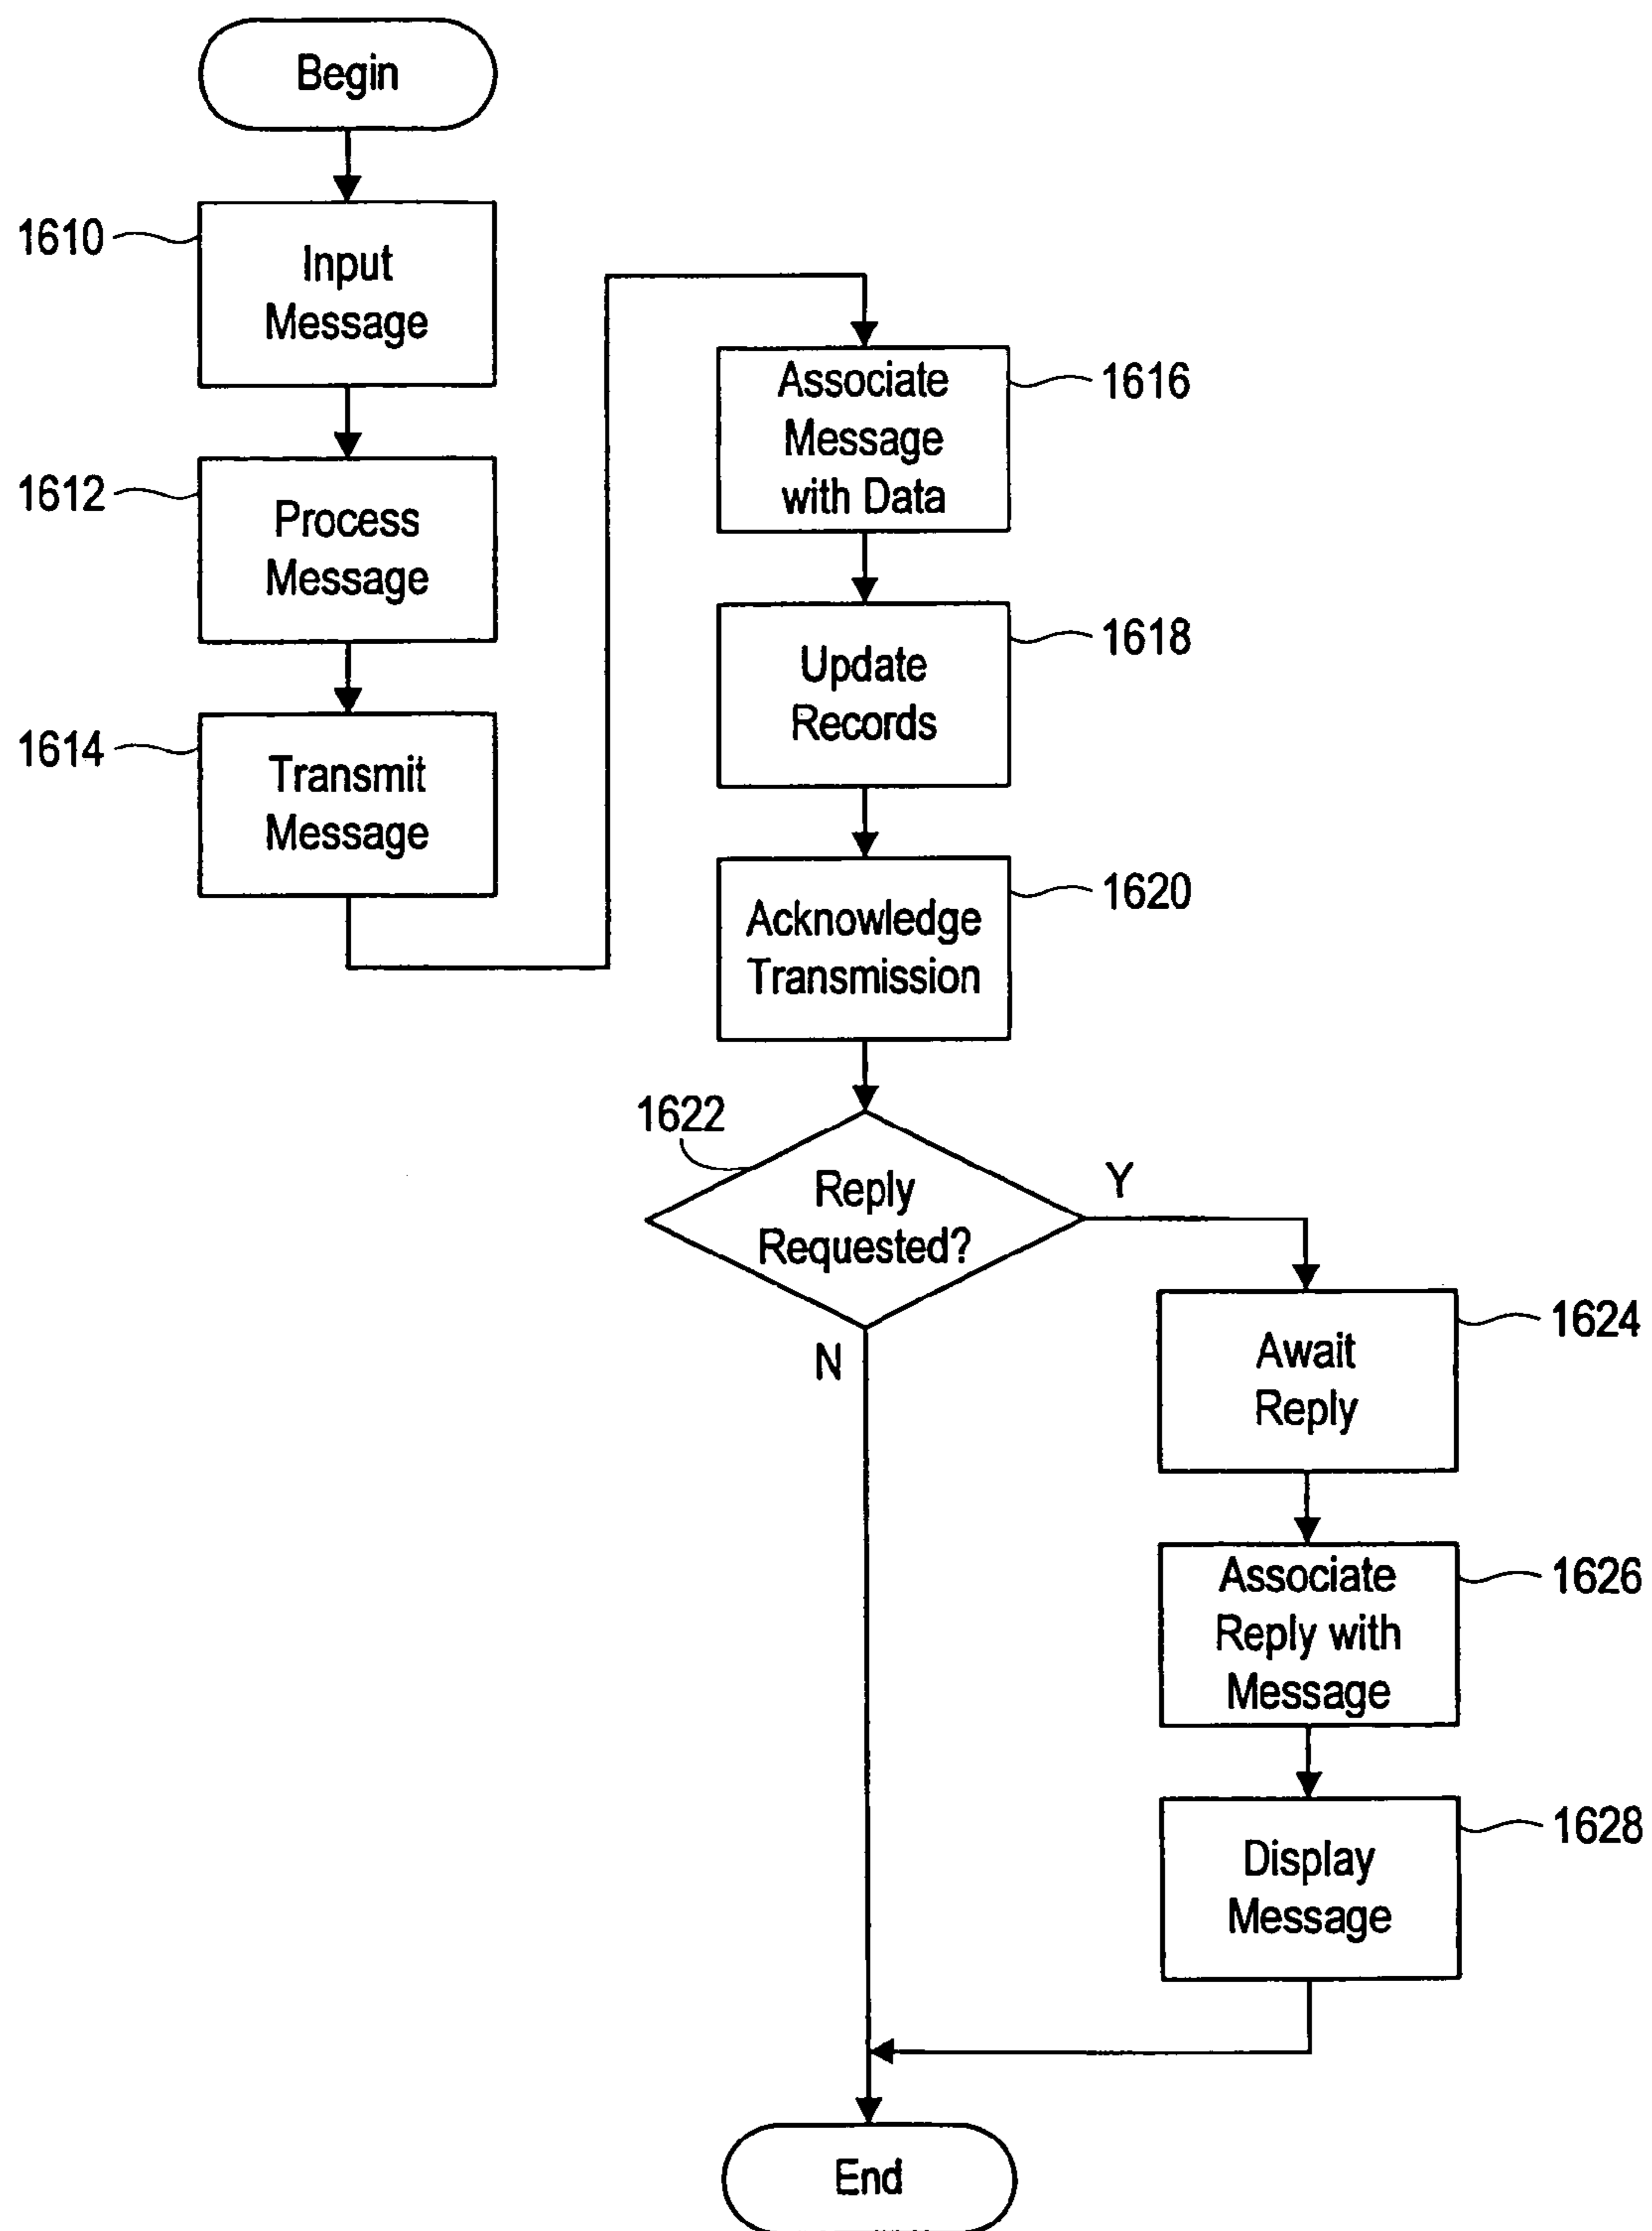 Begin
1610
Input
Message
1612
Process
Message
1614
Transmit
Message
Associate
Message
with Data
1616
Update
Records
1618
Acknowledge
Transmission
1620
1622
Reply
Requested?
Y
N
Await
Reply
1624
Associate
Reply with
Message
1626
Display
Message
1628
End